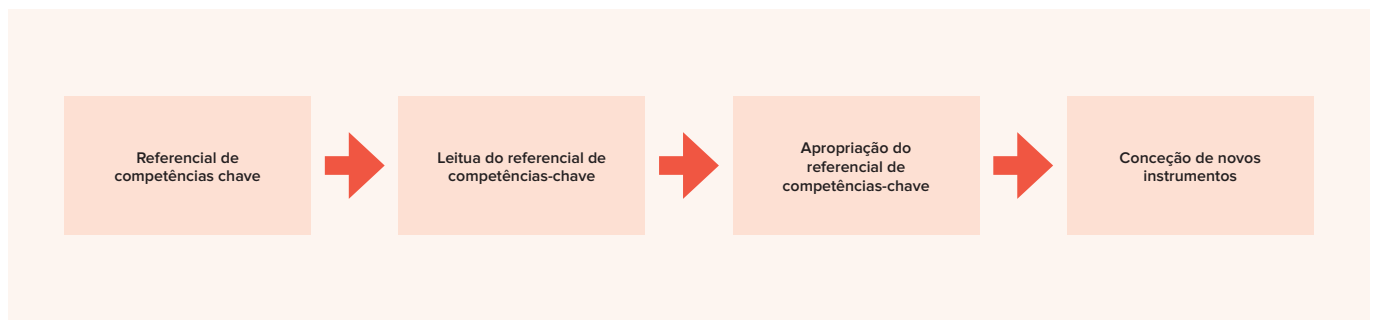 Referencial de
competências chave
Leitua do referencial de
competências-chave
Apropriação do
referencial de
competências-chave
Conceção de novos
instrumentos